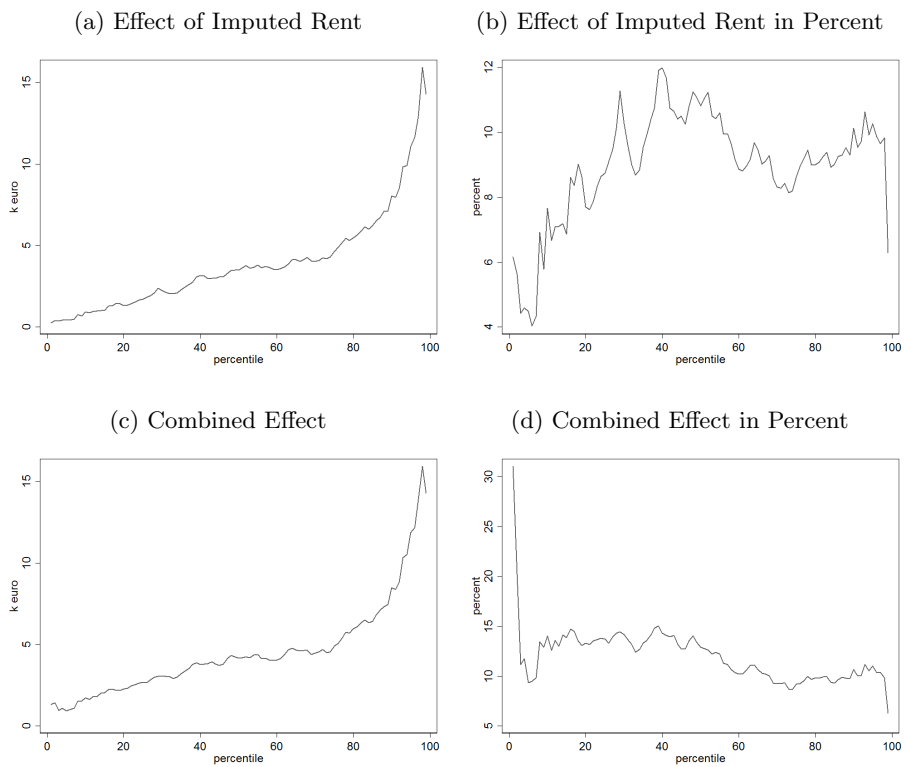 (a) Effect of Imputed Rent
15
10
5
0
k euro
0 20 40 60 80 100
percentile
(b) Effect of Imputed Rent in Percent
12
10
8
6
4
percent
0 20 40 60 80 100
percentile
(c) Combined Effect
15
10
5
0
k euro
0 20 40 60 80 100
percentile
(d) Combined Effect in Percent
30
25
20
15
10
5
percent
0 20 40 60 80 100
percentile